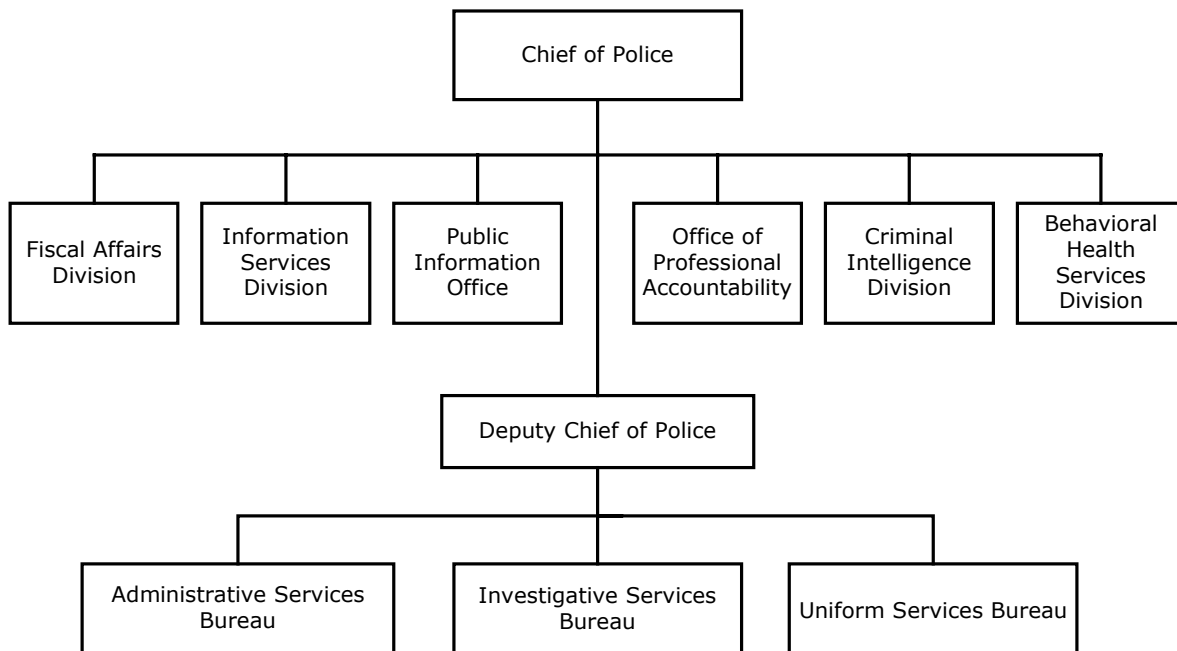 Chief of Police
Fiscal Affairs
Division
Information
Services
Division
Public
Information
Office
Office of
Professional
Accountability
Criminal
Intelligence
Division
Behavioral
Health
Services
Division
Deputy Chief of Police
Administrative Services
Bureau
Investigative Services
Bureau
Uniform Services Bureau